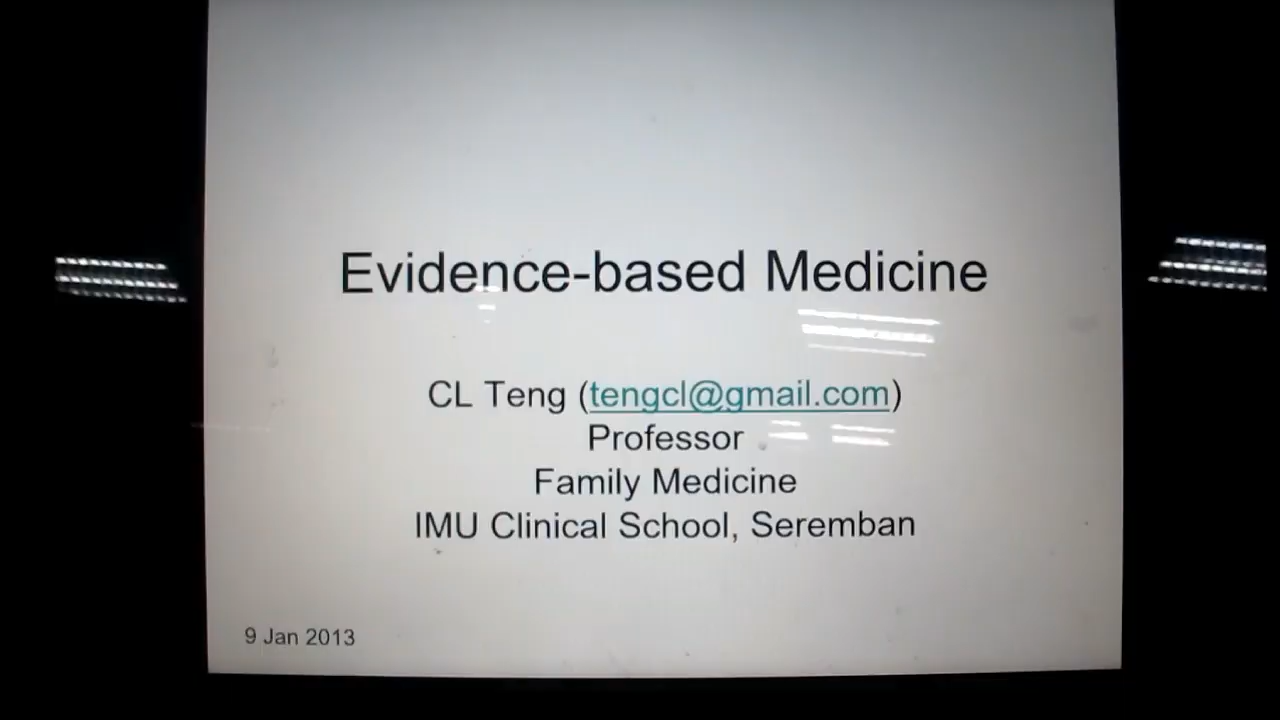 Evidence-based Medicine
CL Teng (tengcl@gmail.com)
Professor
Family Medicine
IMU Clinical School, Seremban
9 Jan 2013